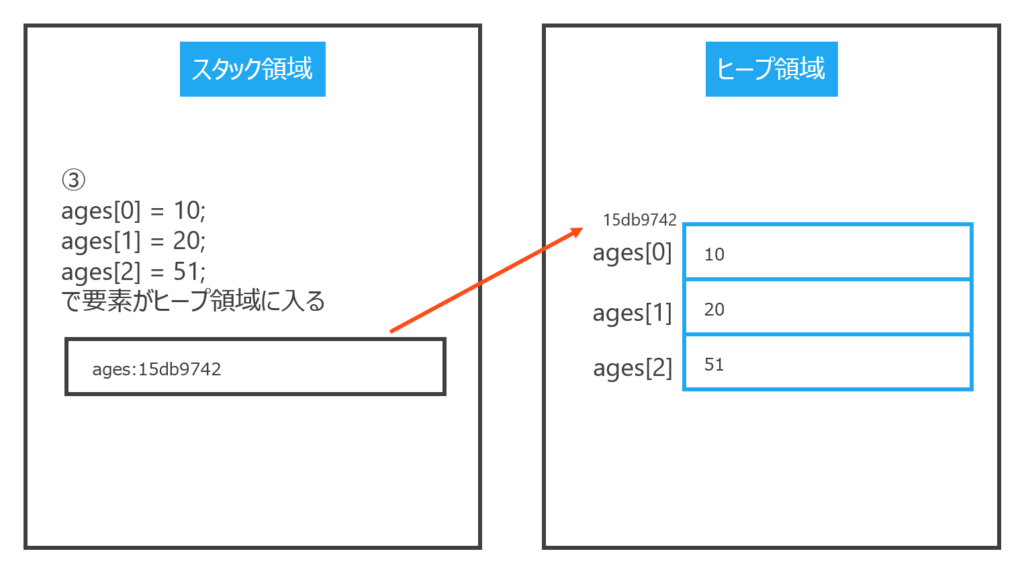 スタック領域
③
ages[0] = 10;
ages[1] = 20;
ages[2] = 51;
で要素がヒープ領域に入る
ages:15db9742
ヒープ領域
15db9742
ages[0] 10
ages[1] 20
ages[2] 51